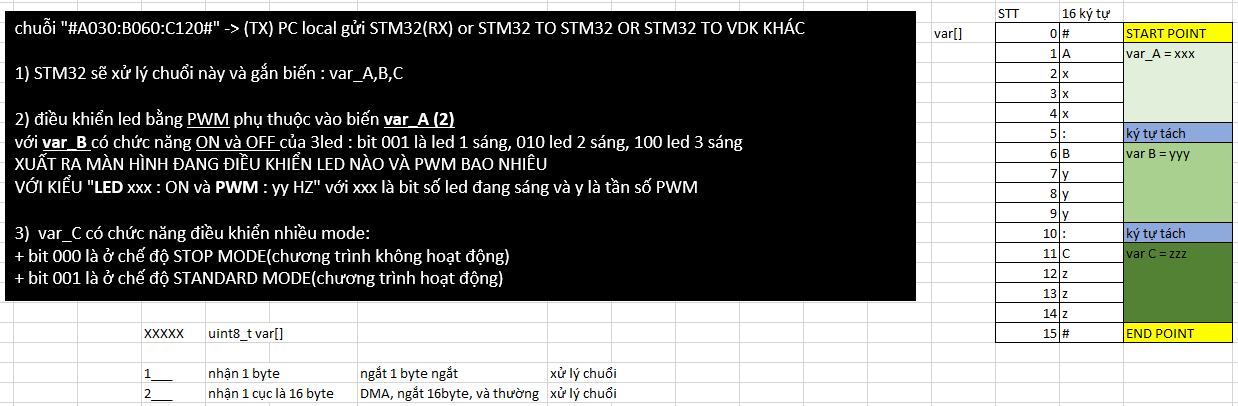 chuỗi "#A030:B060:C120#" -> (TX) PC local gửi STM32(RX) or STM32 TO STM32 OR STM32 TO VDK KHÁC
1) STM32 sẽ xử lý chuổi này và gắn biến : var_A,B,C
2) điều khiển led bằng PWM phụ thuộc vào biến var_A (2)
với var_B có chức năng ON và OFF của 3led : bit 001 là led 1 sáng, 010 led 2 sáng, 100 led 3 sáng
XUẤT RA MÀN HÌNH ĐANG ĐIỀU KHIỂN LED NÀO VÀ PWM BAO NHIÊU
VỚI KIỂU "LED xxx : ON và PWM : yy HZ" với xxx là bit số led đang sáng và y là tần số PWM
3) var_C có chức năng điều khiển nhiều mode:
+ bit 000 là ở chế độ STOP MODE(chương trình không hoạt động)
+ bit 001 là ở chế độ STANDARD MODE(chương trình hoạt động)
STT 16 ký tự
var[] 0 # START POINT
1 A var_A = xxx
2 x
3 x
4 x
5 : ký tự tách
6 B var B = yyy
7 y
8 y
9 y
10 : ký tự tách
11 C var C = zzz
12 z
13 z
14 z
15 # END POINT
XXXXX uint8_t var[]
1___ nhận 1 byte ngắt 1 byte ngắt xử lý chuổi
2___ nhận 1 cục là 16 byte DMA, ngắt 16byte, và thường xử lý chuổi